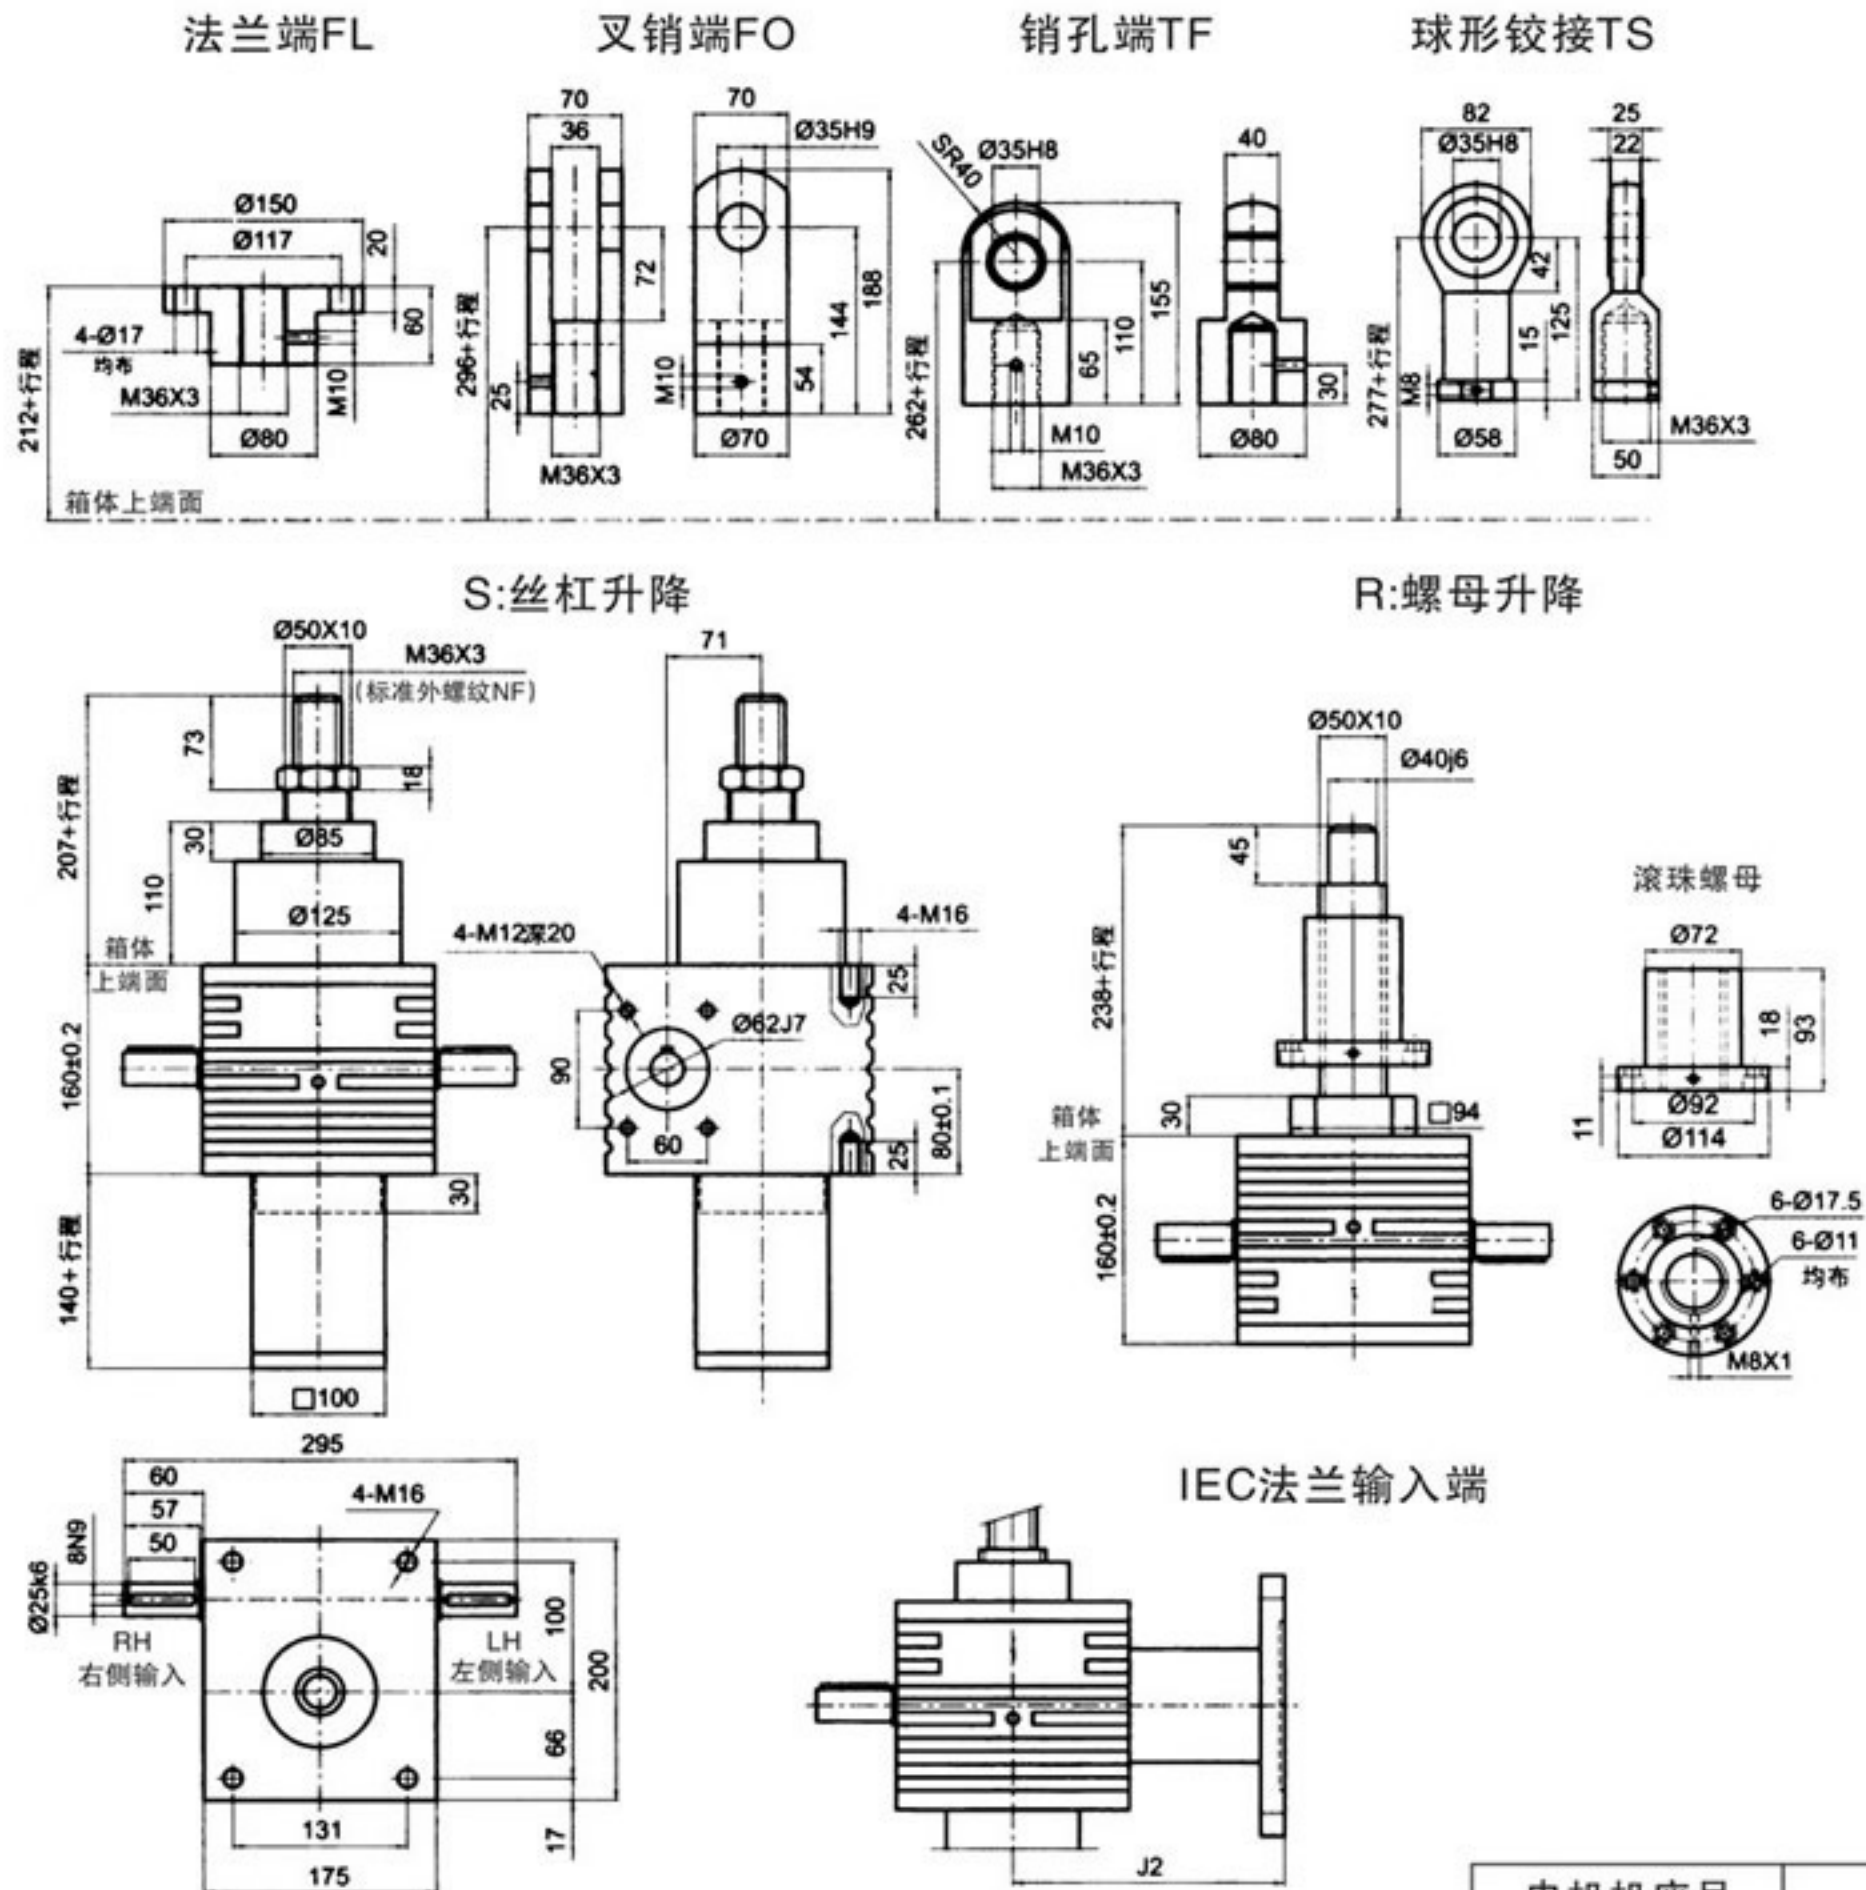 法兰端FL
叉销端FO
销孔端TF
球形铰接TS
Ø150
Ø117
20
60
4-Ø17
均布
M36X3
M10
Ø80
212+行程
箱体上端面
70
36
72
296+行程
25
M36X3
70
Ø35H9
188
144
54
M10
Ø70
SR40
Ø35H8
155
110
65
262+行程
M10
M36X3
40
30
Ø80
82
Ø35H8
42
125
15
277+行程
M8
Ø58
25
22
M36X3
50
S:丝杠升降
R:螺母升降
Ø50X10
M36X3
(标准外螺纹NF)
73
18
207+行程
30
Ø85
110
Ø125
箱体
上端面
160±0.2
30
140+行程
□100
71
4-M12深20
4-M16
25
Ø62J7
90
60
80±0.1
25
Ø50X10
Ø40j6
45
238+行程
箱体
上端面
30
□94
160±0.2
滚珠螺母
Ø72
18
93
11
Ø92
Ø114
6-Ø17.5
6-Ø11
均布
M8X1
295
60
57
50
8N9
Ø25k6
4-M16
RH
右侧输入
LH
左侧输入
100
200
66
17
131
175
IEC法兰输入端
J2